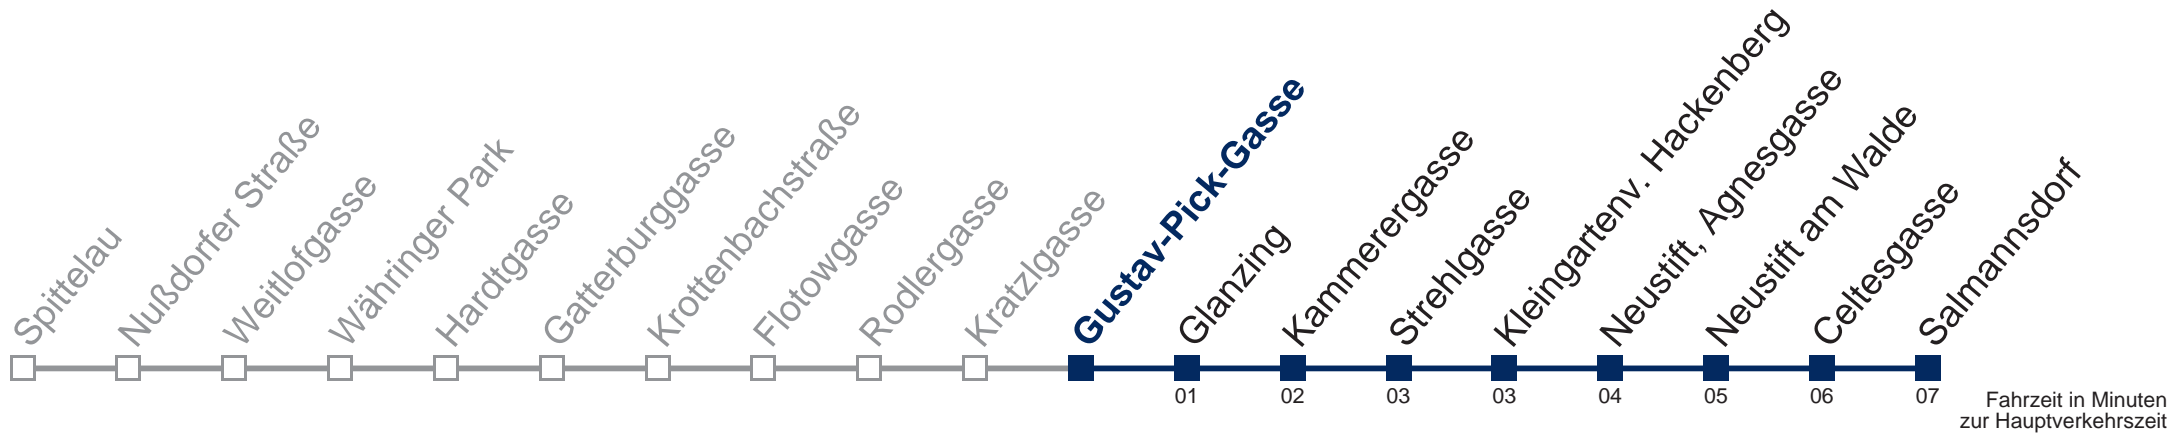 Spittelau
Nußdorfer Straße
Weitlofgasse
Währinger Park
Hardtgasse
Gatterburggasse
Krottenbachstraße
Flotowgasse
Rodlergasse
Kratzlgasse
Gustav-Pick-Gasse
Glanzing
Kammerergasse
Strehlgasse
Kleingartenv. Hackenberg
Neustift, Agnesgasse
Neustift am Walde
Celtesgasse
Salmannsdorf
01 02 03 03 04 05 06 07
Fahrzeit in Minuten
zur Hauptverkehrszeit